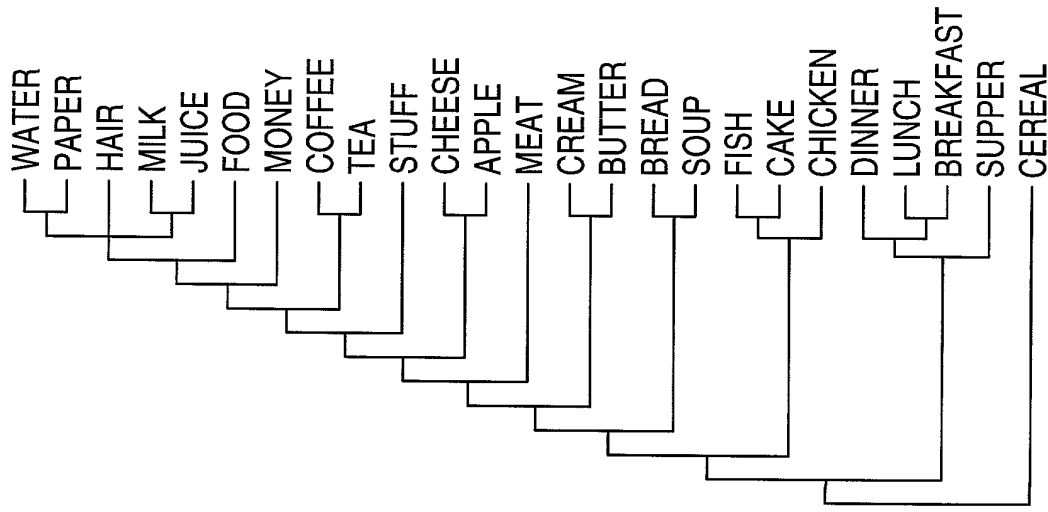 WATER
PAPER
HAIR
MILK
JUICE
FOOD
MONEY
COFFEE
TEA
STUFF
CHEESE
APPLE
MEAT
CREAM
BUTTER
BREAD
SOUP
FISH
CAKE
CHICKEN
DINNER
LUNCH
BREAKFAST
SUPPER
CEREAL